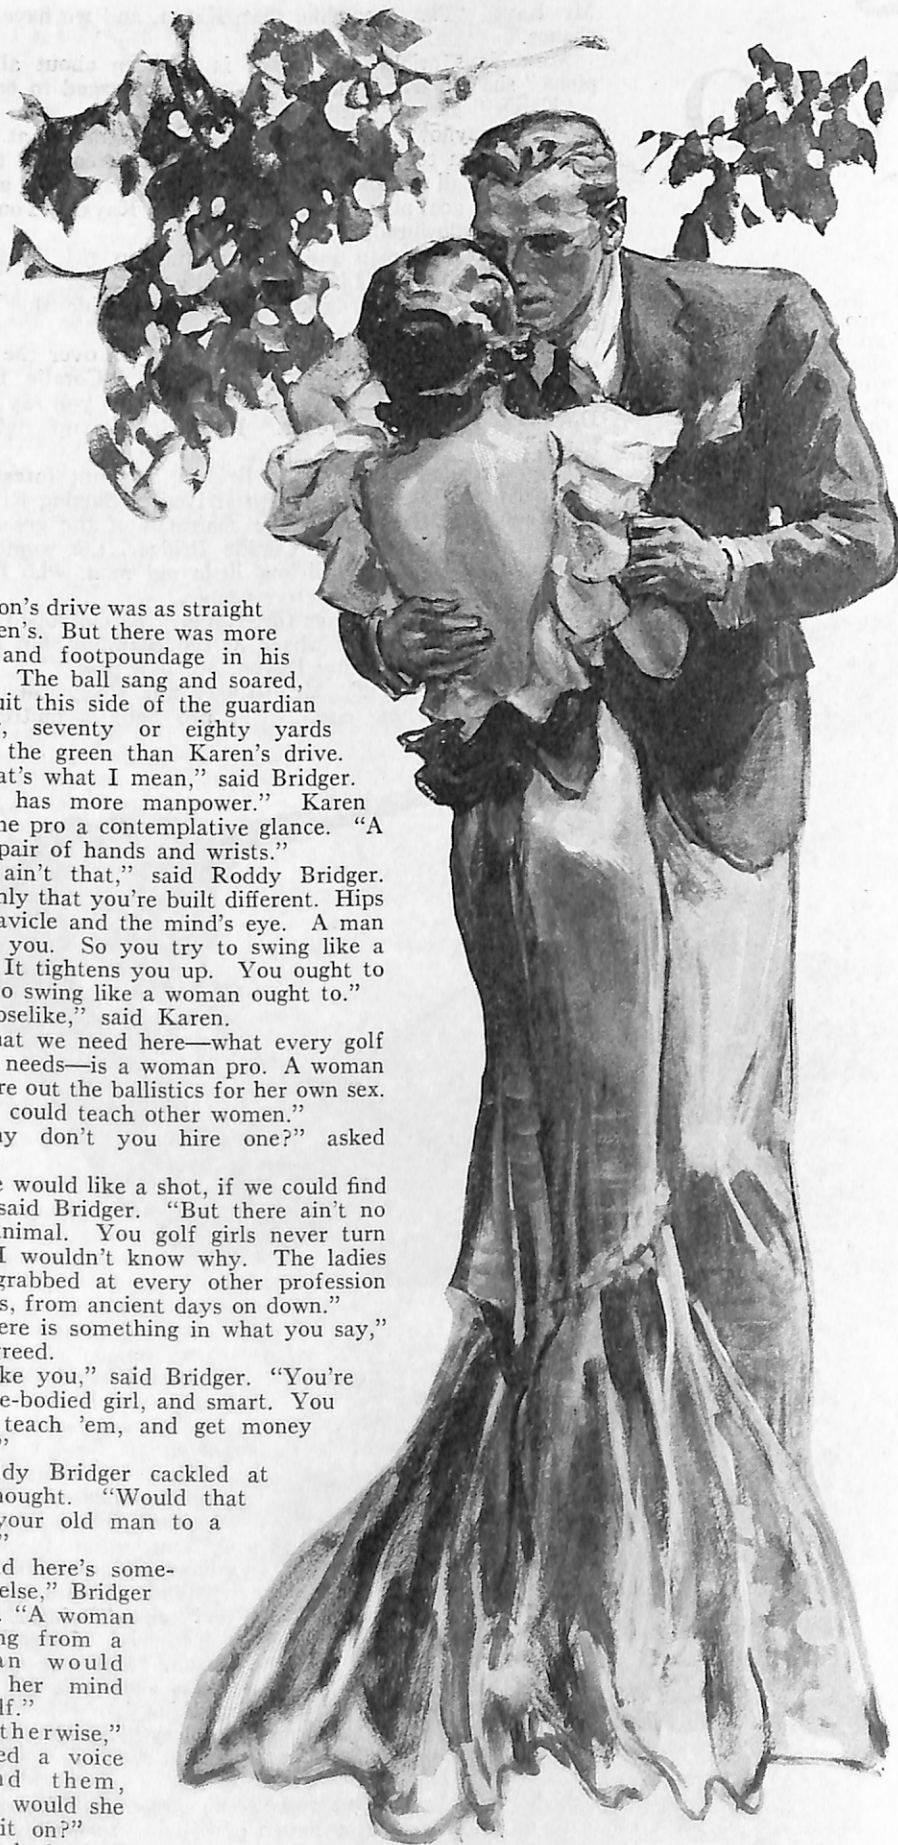 on's drive was as straight
en's. But there was more
and footpoundage in his
The ball sang and soared,
uit this side of the guardian
, seventy or eighty yards
the green than Karen's drive.
at's what I mean," said Bridger.
has more manpower." Karen
ne pro a contemplative glance. "A
pair of hands and wrists."
ain't that," said Roddy Bridger.
nly that you're built different. Hips
avicle and the mind's eye. A man
you. So you try to swing like a
It tightens you up. You ought to
o swing like a woman ought to."
oselike," said Karen.
at we need here—what every golf
needs—is a woman pro. A woman
re out the ballistics for her own sex.
could teach other women."
y don't you hire one?" asked
e would like a shot, if we could find
said Bridger. "But there ain't no
nimal. You golf girls never turn
I wouldn't know why. The ladies
grabbed at every other profession
s, from ancient days on down."
ere is something in what you say,"
reed.
ke you," said Bridger. "You're
e-bodied girl, and smart. You
teach 'em, and get money
"
dy Bridger cackled at
ought. "Would that
your old man to a
"
d here's some-
else," Bridger
. "A woman
ng from a
an would
her mind
lf."
therwise,"
ed a voice
nd them,
would she
it on?"